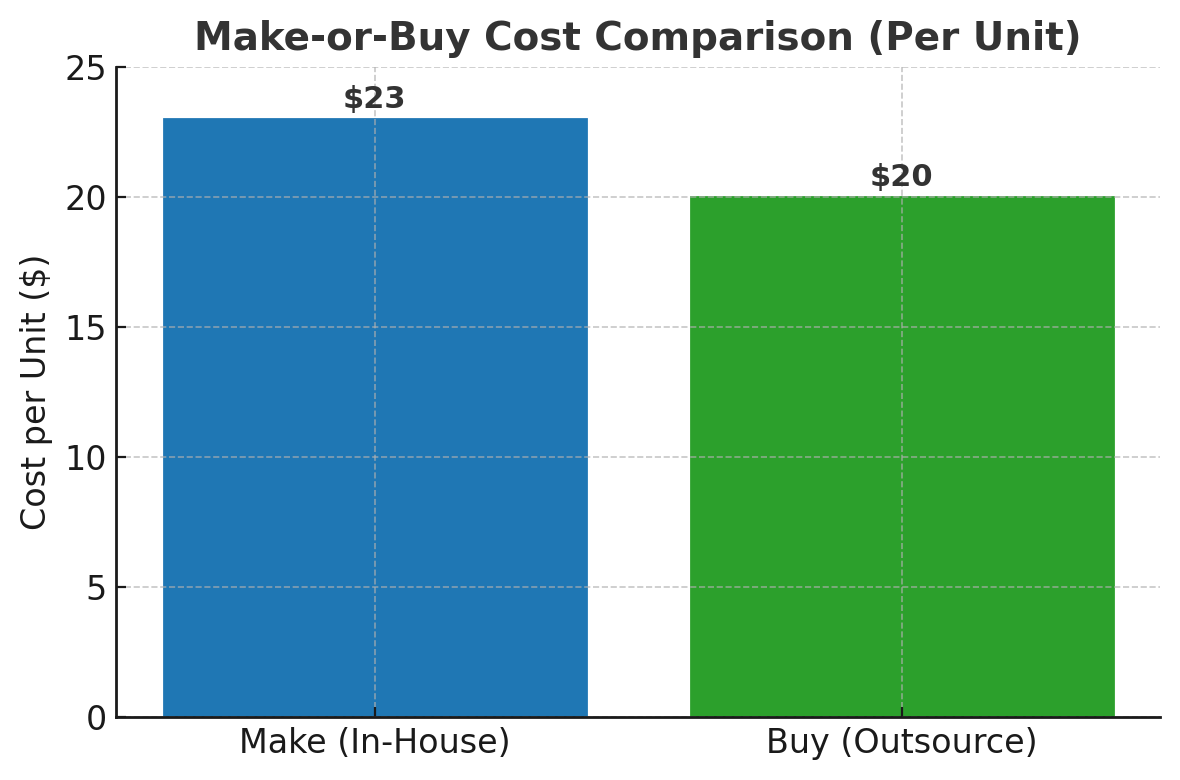 Make-or-Buy Cost Comparison (Per Unit)
25
$23
$20
20
15
10
5
0
Cost per Unit ($)
Make (In-House)
Buy (Outsource)